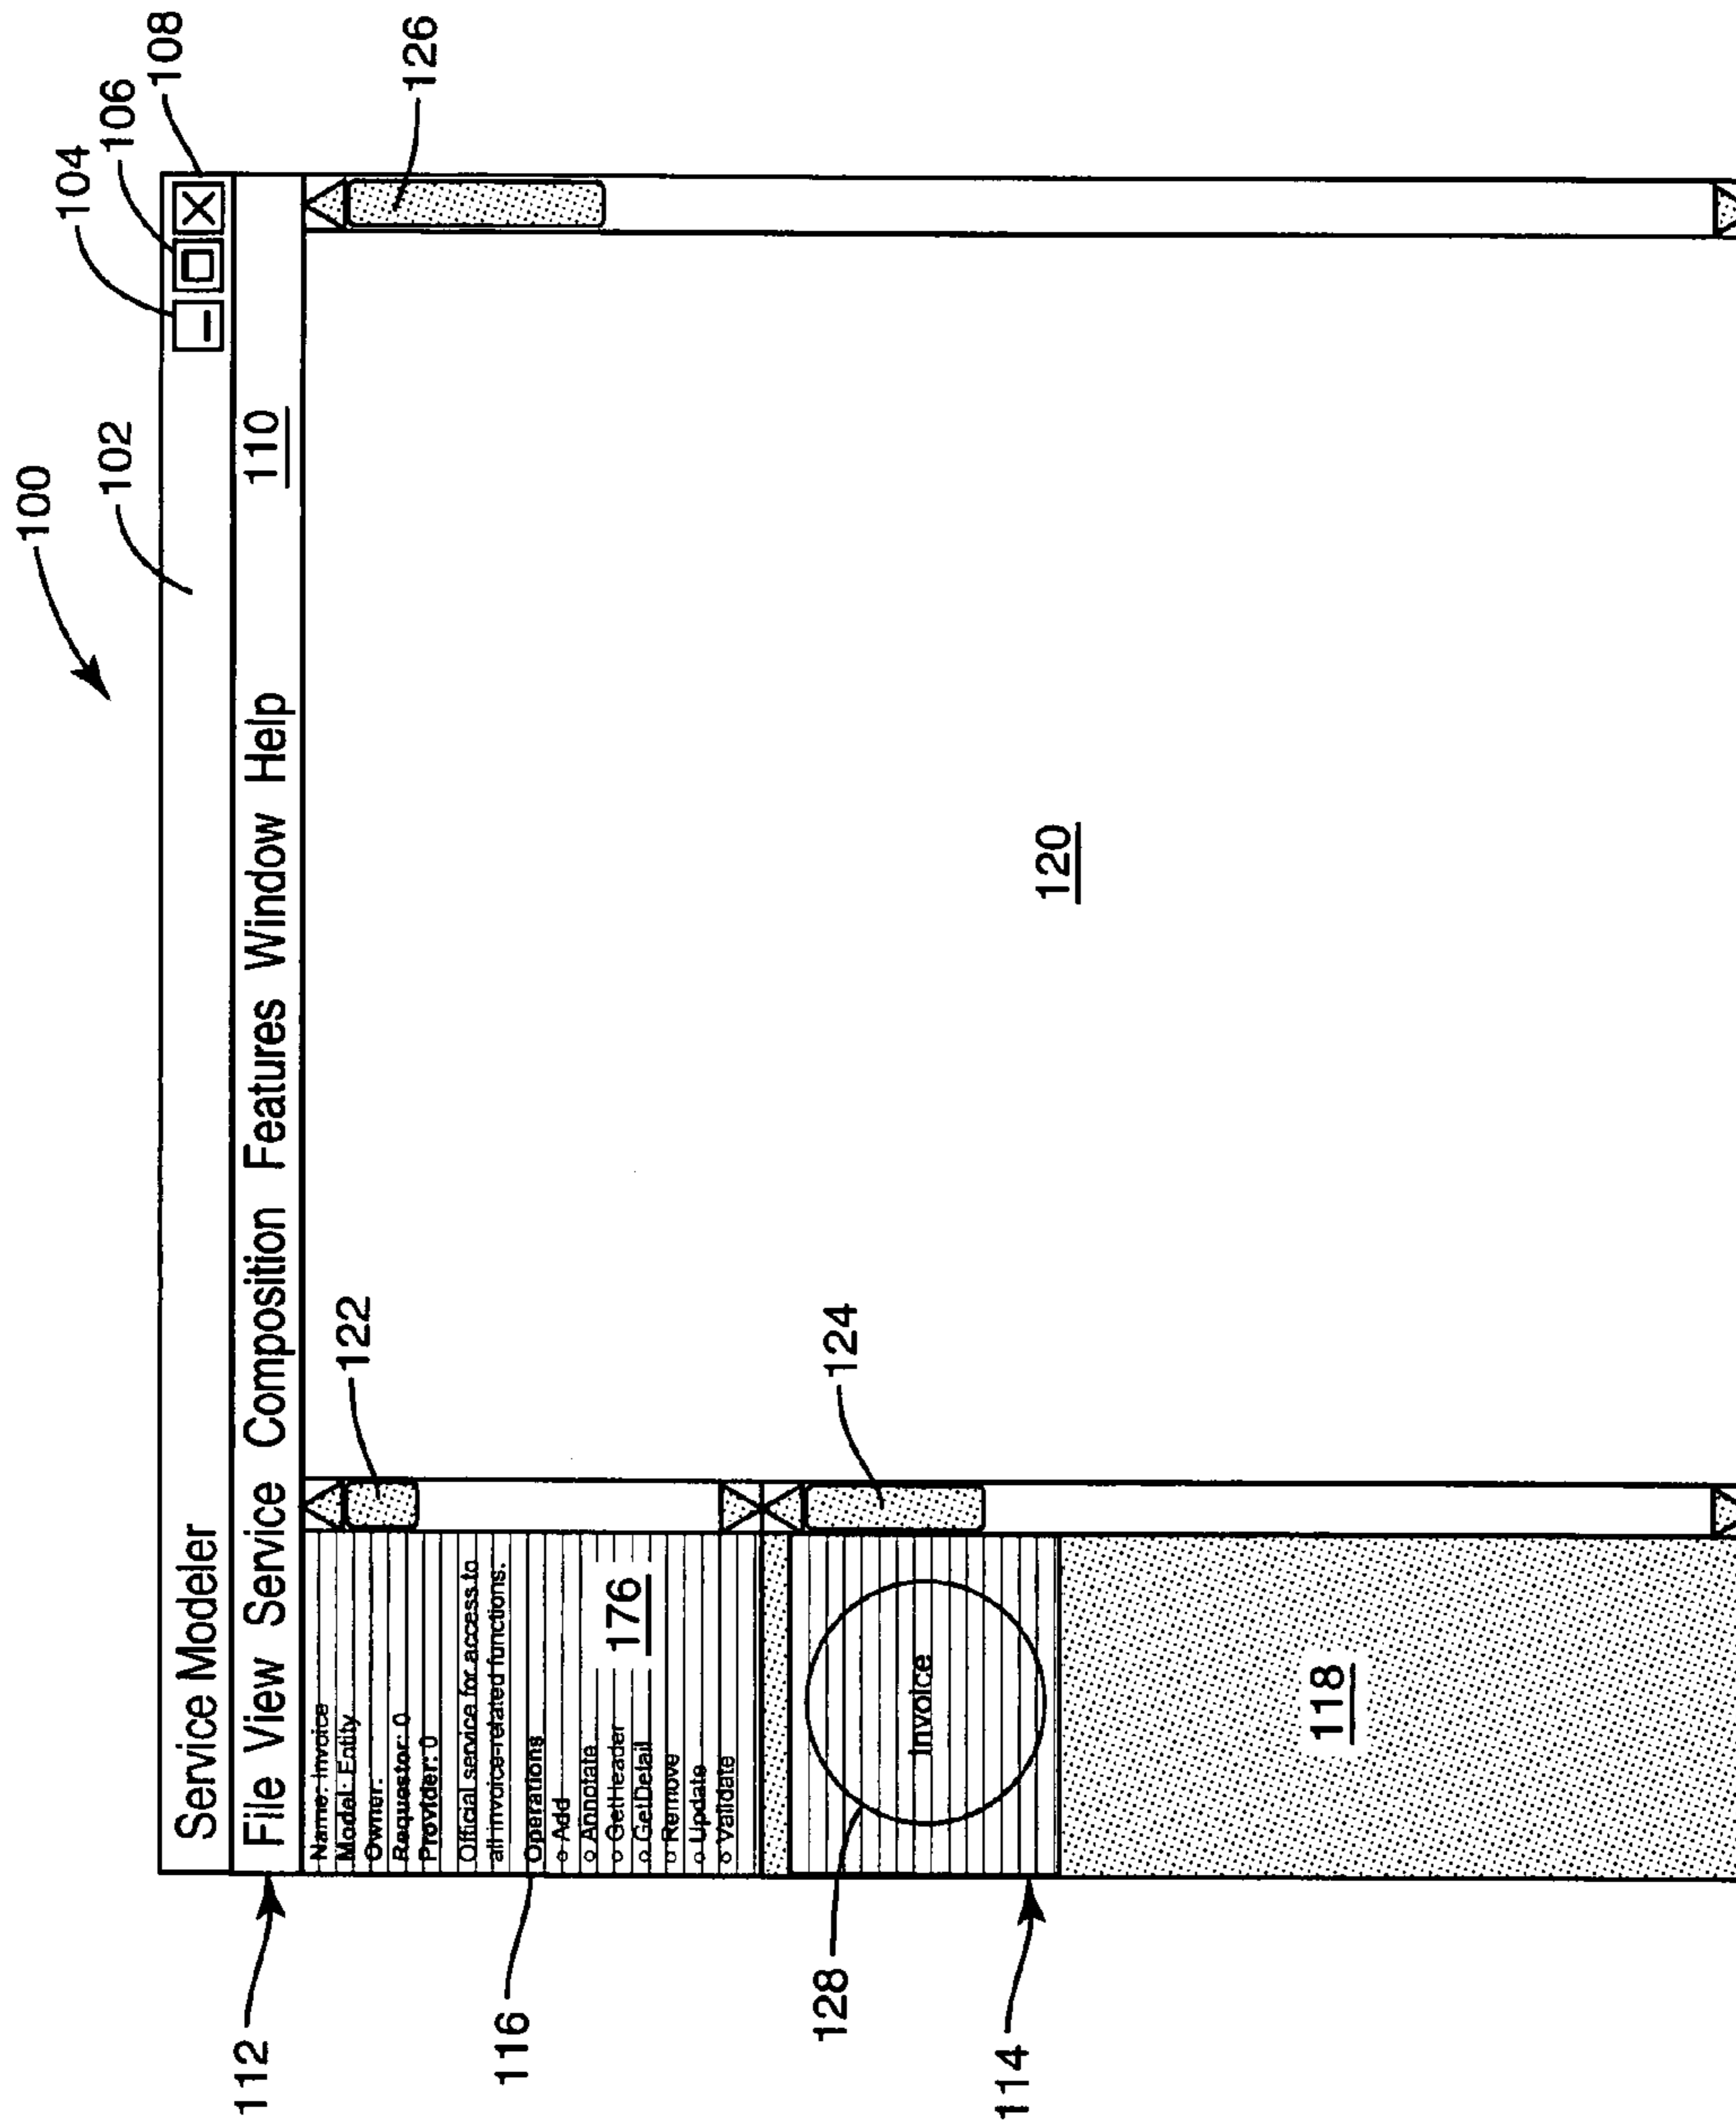 100
102
104
106
108
Service Modeler
112
File View Service Composition Features Window Help
110
122
126
Name: Invoice
Model: Entity
Owner:
Requestor: 0
Provider: 0
Official service for access to
all invoice-related functions.
116
Operations
o Add
o Annotate
o GetHeader
o GetDetail
o Remove
o Update
o Validate
176
124
120
128
Invoice
114
118